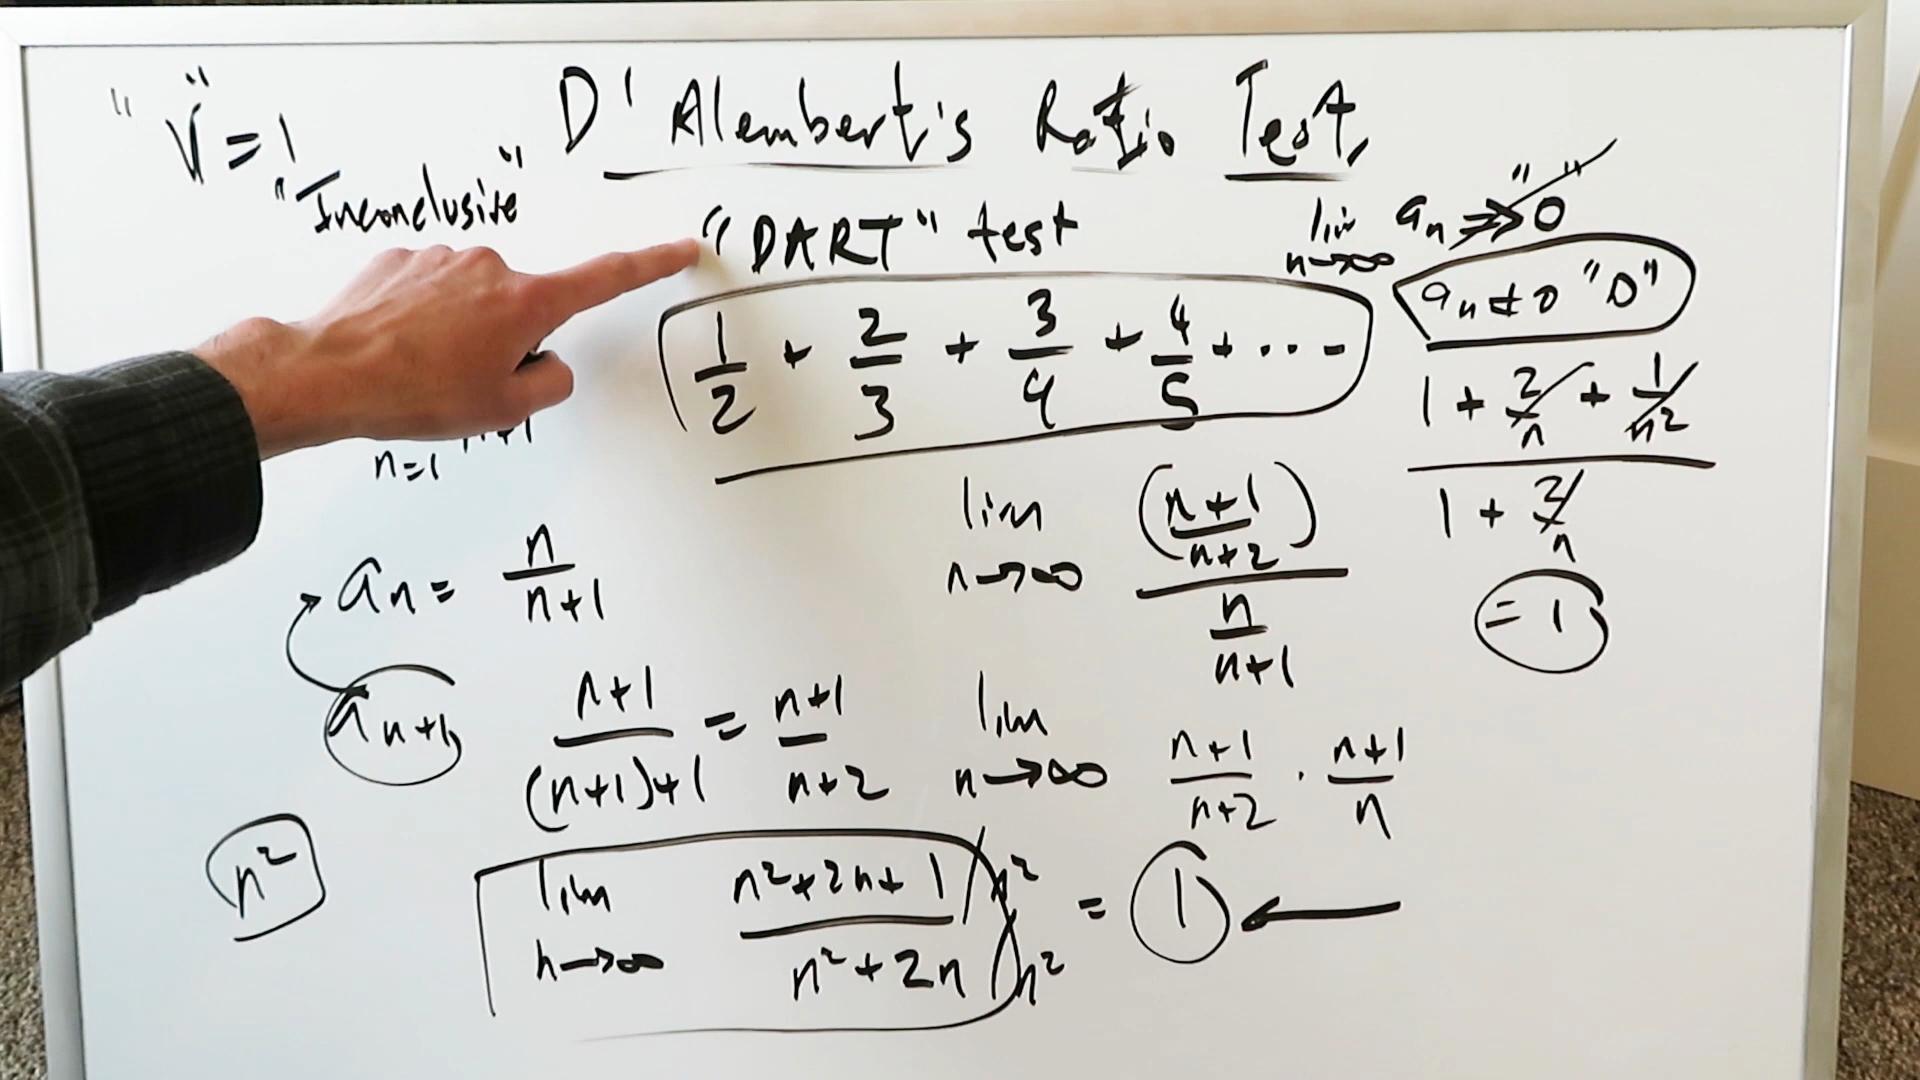 "V" = 1
"Inconclusive"
D'Alembert's Ratio Test
"DART" test
lim n→∞ aₙ ↛ 0
aₙ ≠ 0 "D"
1/2 + 2/3 + 3/4 + 4/5 + ...
n=1 n+1
1 + 2/n + 1/n²
1 + 2/n
= 1
aₙ = n/(n+1)
lim n→∞ ((n+1)/(n+2)) / (n/(n+1))
aₙ₊₁ (n+1)/((n+1)+1) = (n+1)/(n+2)
lim n→∞ (n+1)/(n+2) · (n+1)/n
n²
lim n→∞ (n²+2n+1 /n²)/(n²+2n /n²) = 1